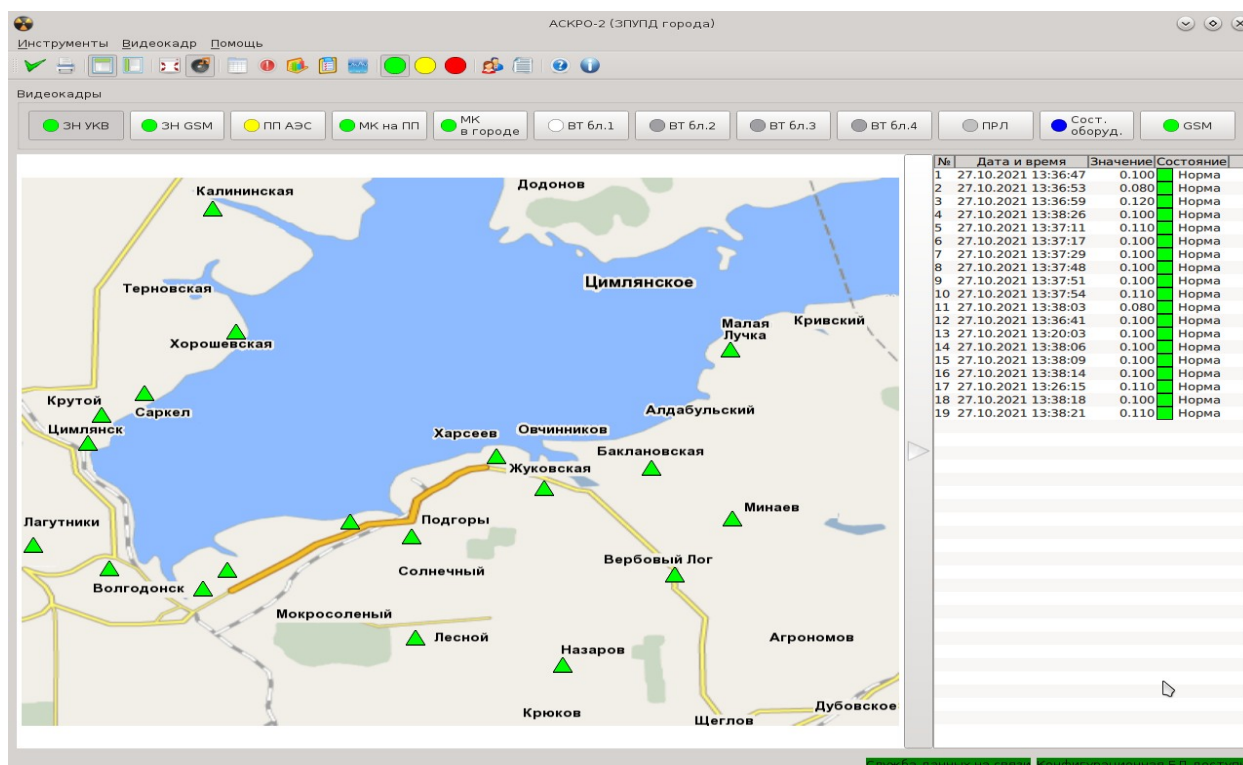 АСКРО-2 (ЗПУПД города)
Инструменты Видеокадр Помощь
Видеокадры
ЗН УКВ
ЗН GSM
ПП АЭС
МК на ПП
МК
в городе
ВТ бл.1
ВТ бл.2
ВТ бл.3
ВТ бл.4
ПРЛ
Сост.
оборуд.
GSM
Калининская
Додонов
Терновская
Цимлянское
Хорошевская
Малая
Лучка
Кривский
Крутой
Саркел
Цимлянск
Алдабульский
Харсеев
Овчинников
Баклановская
Жуковская
Лагутники
Подгоры
Минаев
Солнечный
Вербовый Лог
Волгодонск
Мокросоленый
Лесной
Назаров
Агрономов
Крюков
Щеглов
Дубовское
№ Дата и время Значение Состояние
1 27.10.2021 13:36:47 0.100 Норма
2 27.10.2021 13:36:53 0.080 Норма
3 27.10.2021 13:36:59 0.120 Норма
4 27.10.2021 13:38:26 0.100 Норма
5 27.10.2021 13:37:11 0.110 Норма
6 27.10.2021 13:37:17 0.100 Норма
7 27.10.2021 13:37:29 0.100 Норма
8 27.10.2021 13:37:48 0.100 Норма
9 27.10.2021 13:37:51 0.100 Норма
10 27.10.2021 13:37:54 0.110 Норма
11 27.10.2021 13:38:03 0.080 Норма
12 27.10.2021 13:36:41 0.100 Норма
13 27.10.2021 13:20:03 0.100 Норма
14 27.10.2021 13:38:06 0.100 Норма
15 27.10.2021 13:38:09 0.100 Норма
16 27.10.2021 13:38:14 0.100 Норма
17 27.10.2021 13:26:15 0.110 Норма
18 27.10.2021 13:38:18 0.100 Норма
19 27.10.2021 13:38:21 0.110 Норма
Служба данных на связи
Конфигурационная БД доступ